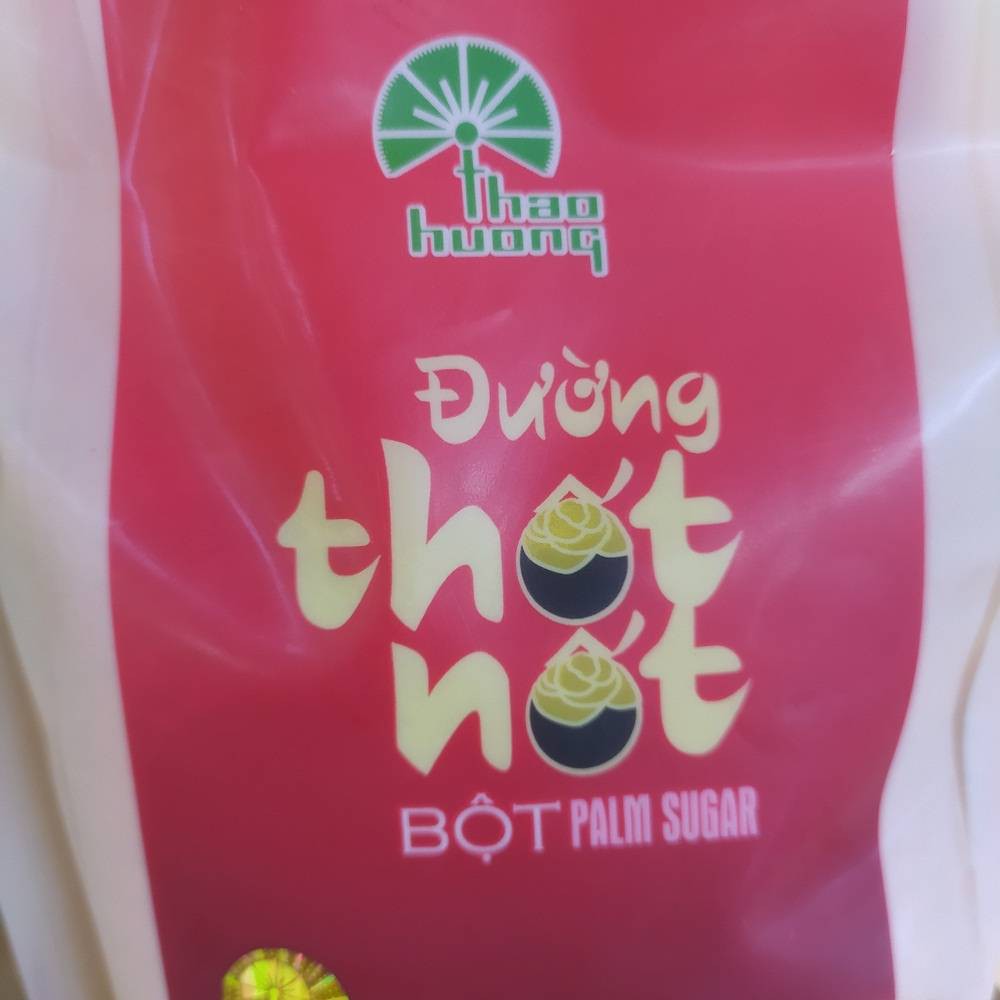 thao
huong
Đường
thốt
nốt
BỘT PALM SUGAR